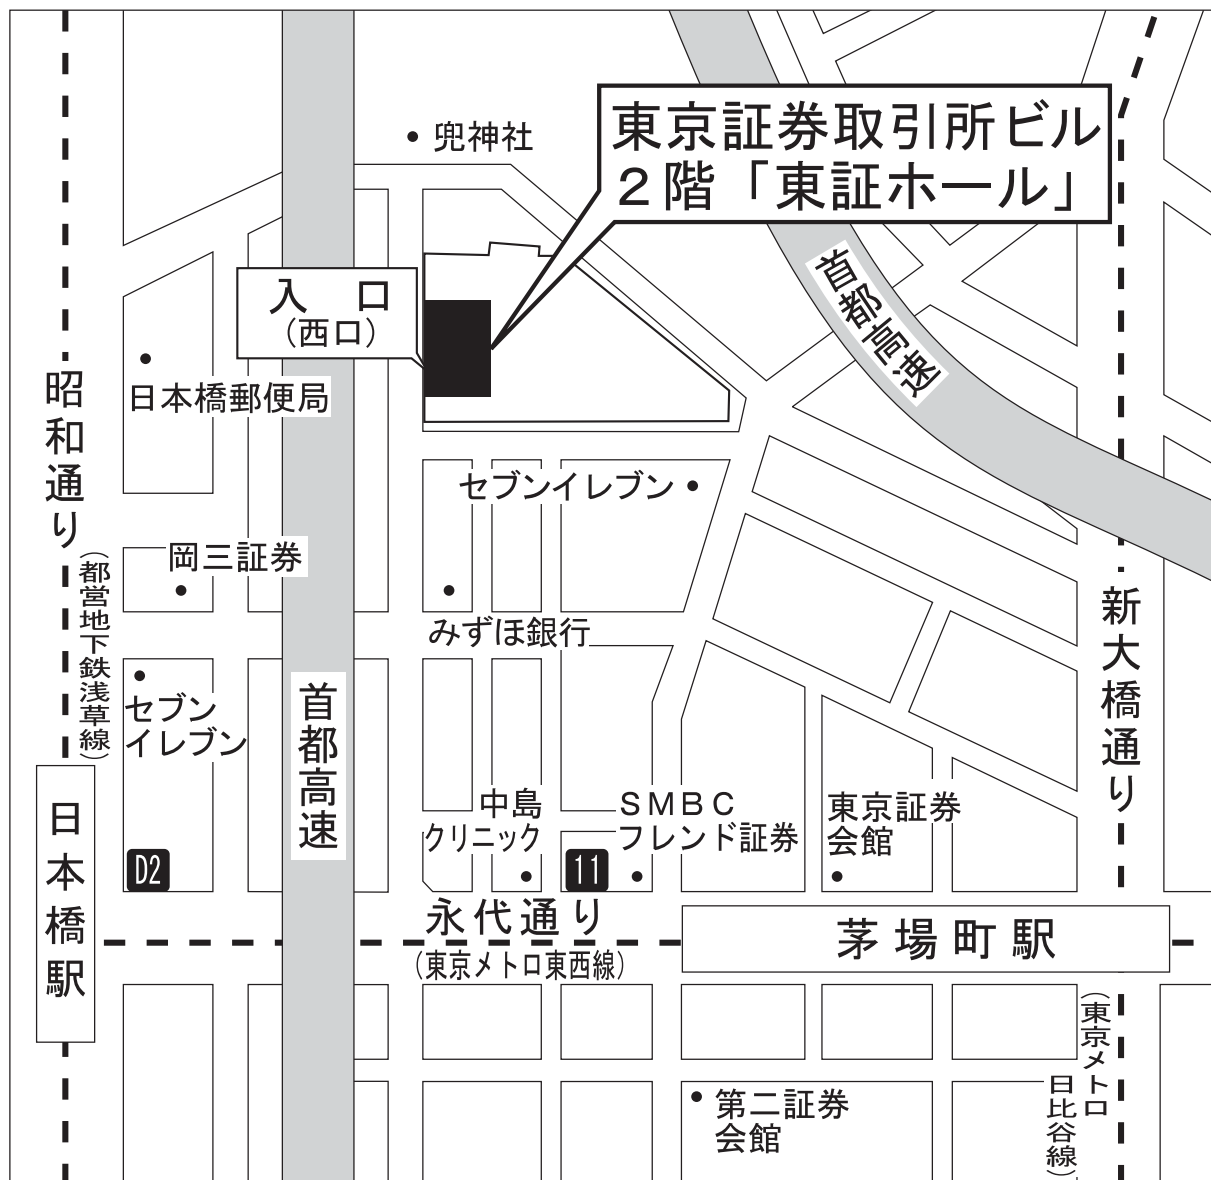 東京証券取引所ビル
２階「東証ホール」
兜神社
入　口
（西口）
首都高速
日本橋郵便局
昭和通り
（都営地下鉄浅草線）
セブンイレブン
岡三証券
みずほ銀行
新大橋通り
セブン
イレブン
首都高速
中島
クリニック
ＳＭＢＣ
フレンド証券
東京証券
会館
D2
11
日本橋駅
永代通り
（東京メトロ東西線）
茅場町駅
（東京メトロ
日比谷線）
第二証券
会館